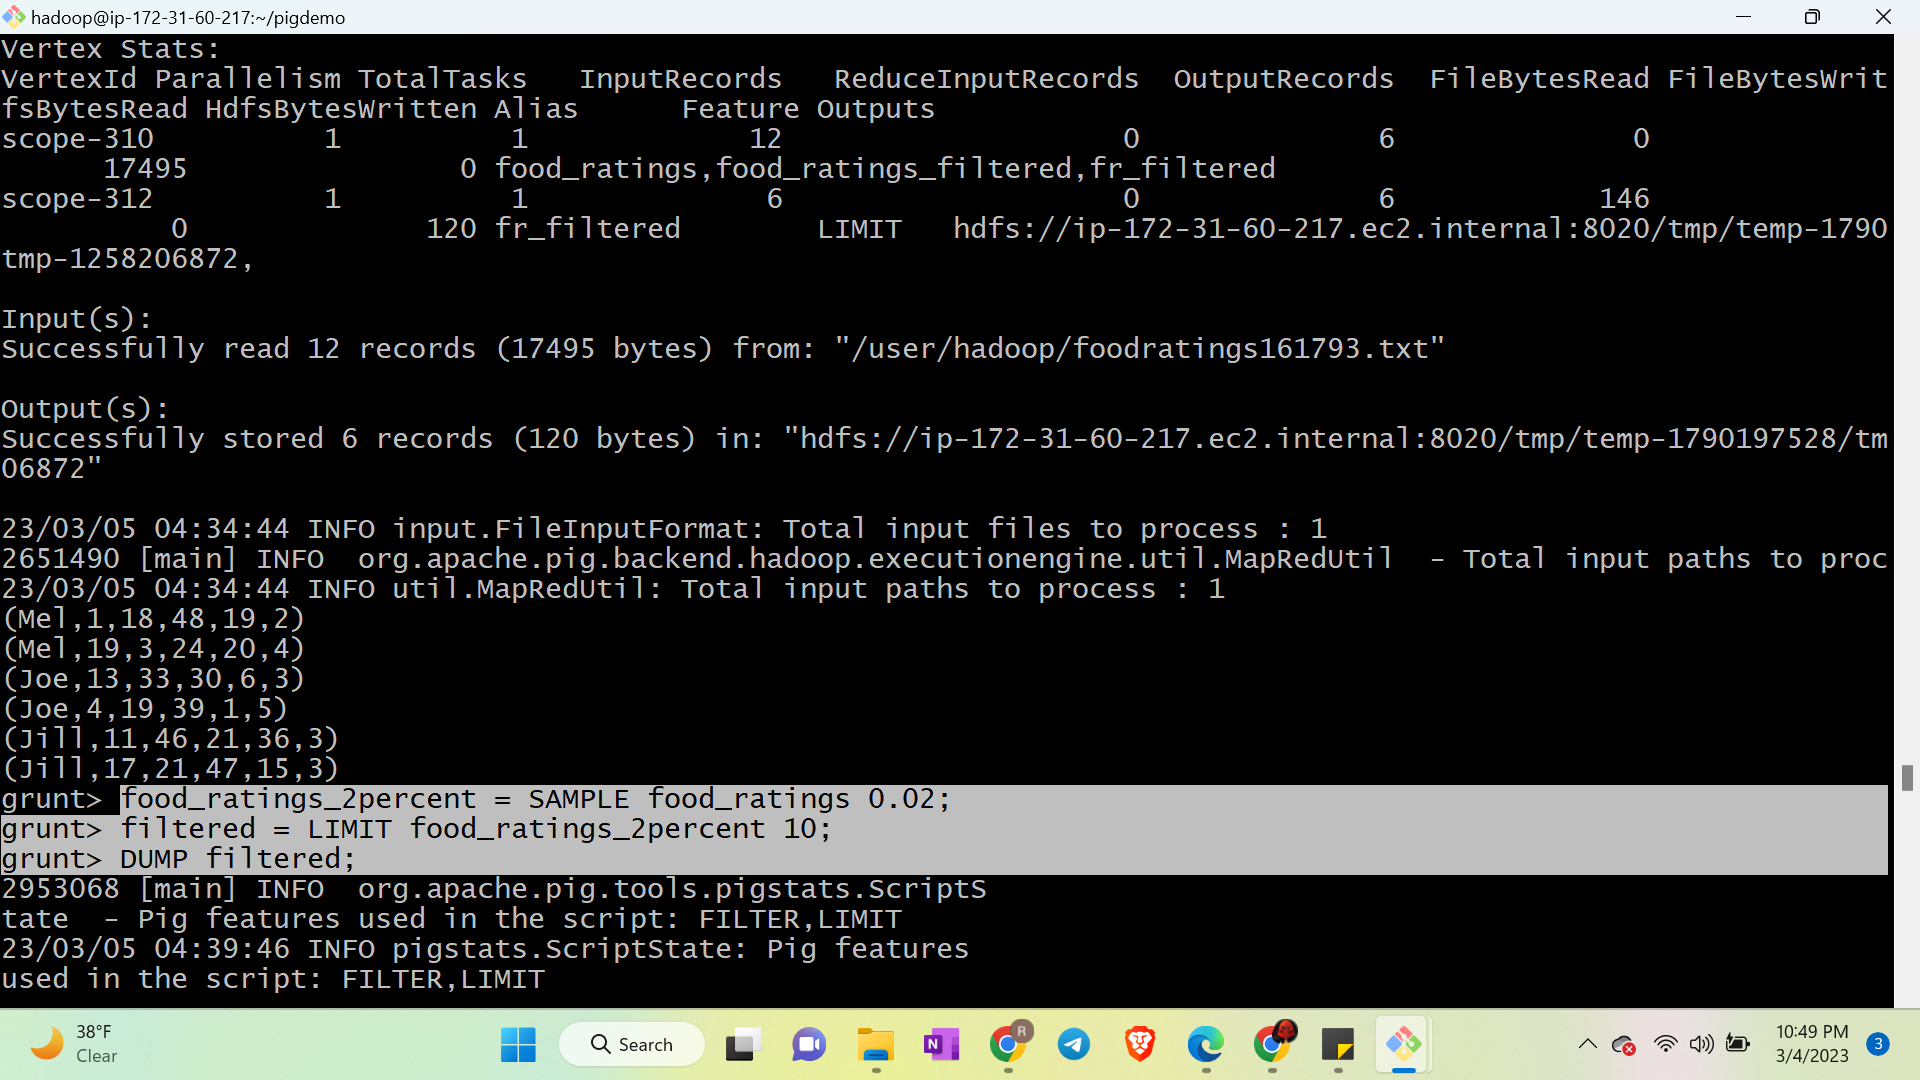 hadoop@ip-172-31-60-217:~/pigdemo
Vertex Stats:
VertexId Parallelism TotalTasks   InputRecords   ReduceInputRecords  OutputRecords  FileBytesRead FileBytesWrit
fsBytesRead HdfsBytesWritten Alias      Feature Outputs
scope-310          1          1             12                    0              6              0
      17495                0 food_ratings,food_ratings_filtered,fr_filtered
scope-312          1          1              6                    0              6            146
          0              120 fr_filtered        LIMIT   hdfs://ip-172-31-60-217.ec2.internal:8020/tmp/temp-1790
tmp-1258206872,
Input(s):
Successfully read 12 records (17495 bytes) from: "/user/hadoop/foodratings161793.txt"
Output(s):
Successfully stored 6 records (120 bytes) in: "hdfs://ip-172-31-60-217.ec2.internal:8020/tmp/temp-1790197528/tm
06872"
23/03/05 04:34:44 INFO input.FileInputFormat: Total input files to process : 1
2651490 [main] INFO  org.apache.pig.backend.hadoop.executionengine.util.MapRedUtil  - Total input paths to proc
23/03/05 04:34:44 INFO util.MapRedUtil: Total input paths to process : 1
(Mel,1,18,48,19,2)
(Mel,19,3,24,20,4)
(Joe,13,33,30,6,3)
(Joe,4,19,39,1,5)
(Jill,11,46,21,36,3)
(Jill,17,21,47,15,3)
grunt> food_ratings_2percent = SAMPLE food_ratings 0.02;
grunt> filtered = LIMIT food_ratings_2percent 10;
grunt> DUMP filtered;
2953068 [main] INFO  org.apache.pig.tools.pigstats.ScriptS
tate  - Pig features used in the script: FILTER,LIMIT
23/03/05 04:39:46 INFO pigstats.ScriptState: Pig features
used in the script: FILTER,LIMIT
38°F
Clear
Search
N
R
10:49 PM
3/4/2023
3